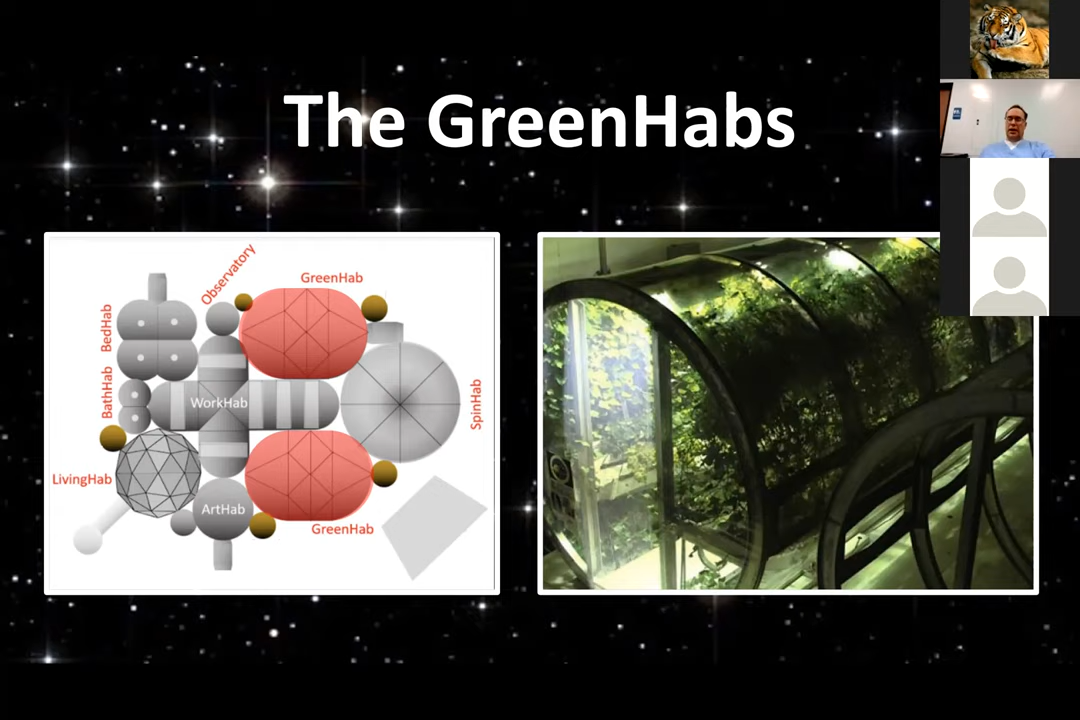 The GreenHabs
Observatory
GreenHab
BedHab
BathHab
WorkHab
SpinHab
LivingHab
ArtHab
GreenHab